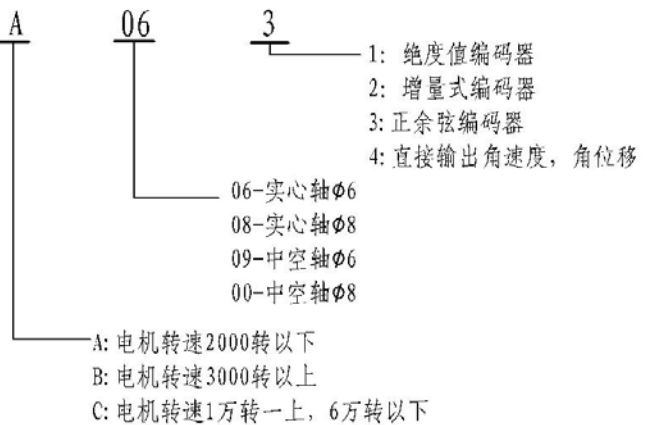 A 06 3
1: 绝度值编码器
2: 增量式编码器
3: 正余弦编码器
4: 直接输出角速度, 角位移
06-实心轴Φ6
08-实心轴Φ8
09-中空轴Φ6
00-中空轴Φ8
A: 电机转速2000转以下
B: 电机转速3000转以上
C: 电机转速1万转一上, 6万转以下